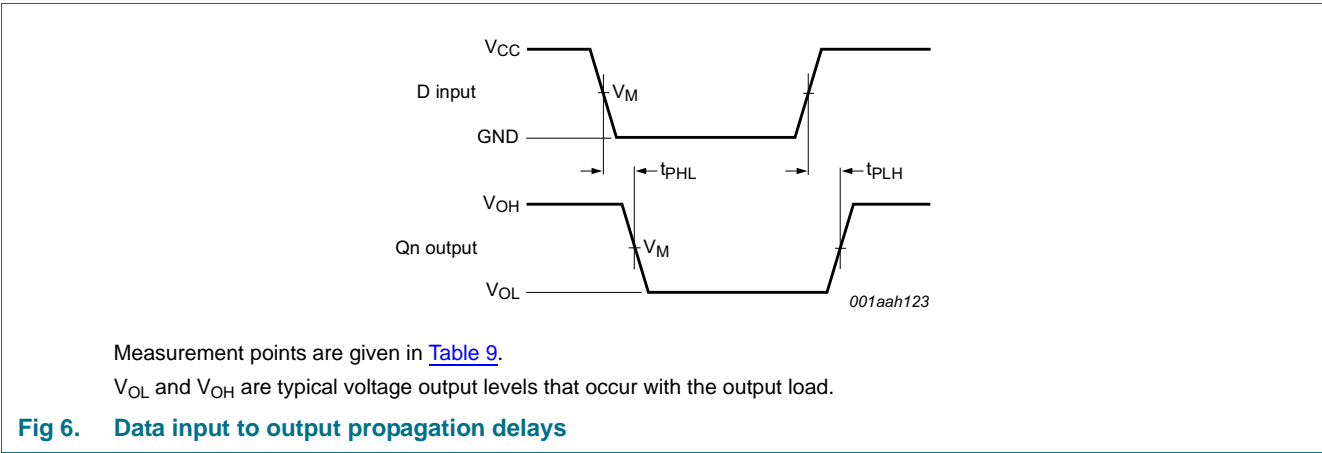 VCC
D input
VM
GND
tPHL
tPLH
VOH
Qn output
VM
VOL
001aah123
Measurement points are given in Table 9.
VOL and VOH are typical voltage output levels that occur with the output load.
Fig 6. Data input to output propagation delays